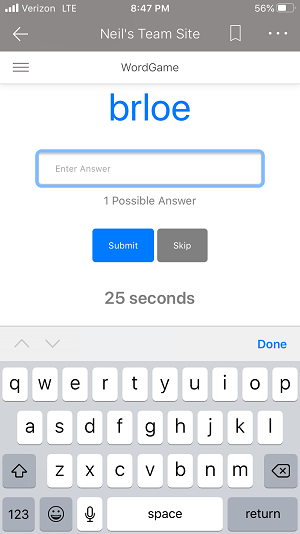 Verizon LTE 8:47 PM 56%
Neil's Team Site
WordGame
brloe
Enter Answer
1 Possible Answer
Submit Skip
25 seconds
Done
q w e r t y u i o p
a s d f g h j k l
z x c v b n m
123 space return